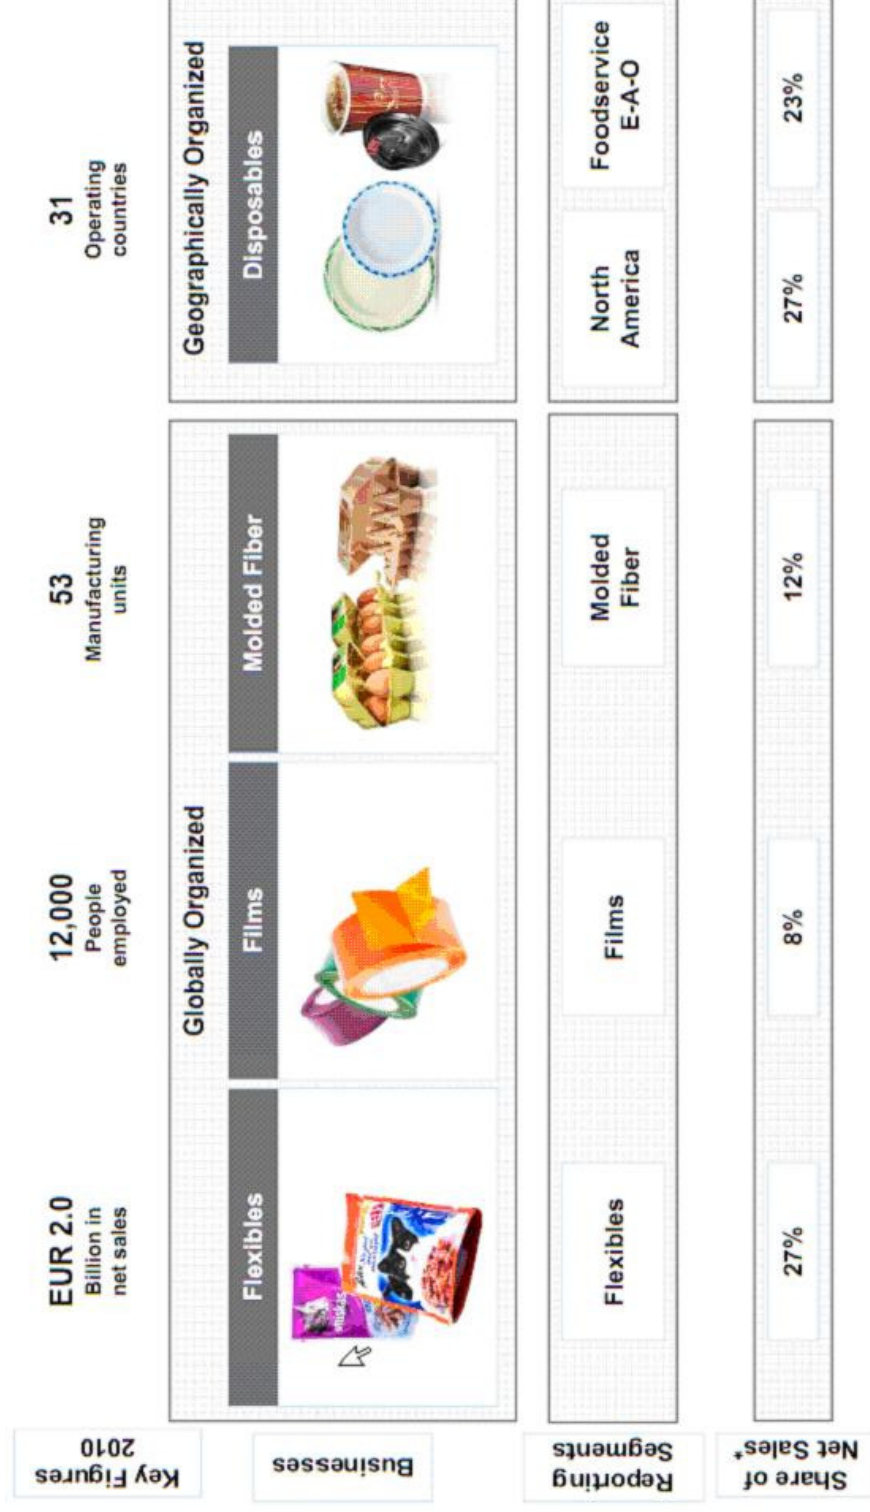 Key Figures
2010
EUR 2.0
Billion in
net sales
12,000
People
employed
53
Manufacturing
units
31
Operating
countries
Businesses
Globally Organized
Geographically Organized
Flexibles
Films
Molded Fiber
Disposables
whiskas
Reporting
Segments
Flexibles
Films
Molded
Fiber
North
America
Foodservice
E-A-O
Share of
Net Sales*
27%
8%
12%
27%
23%